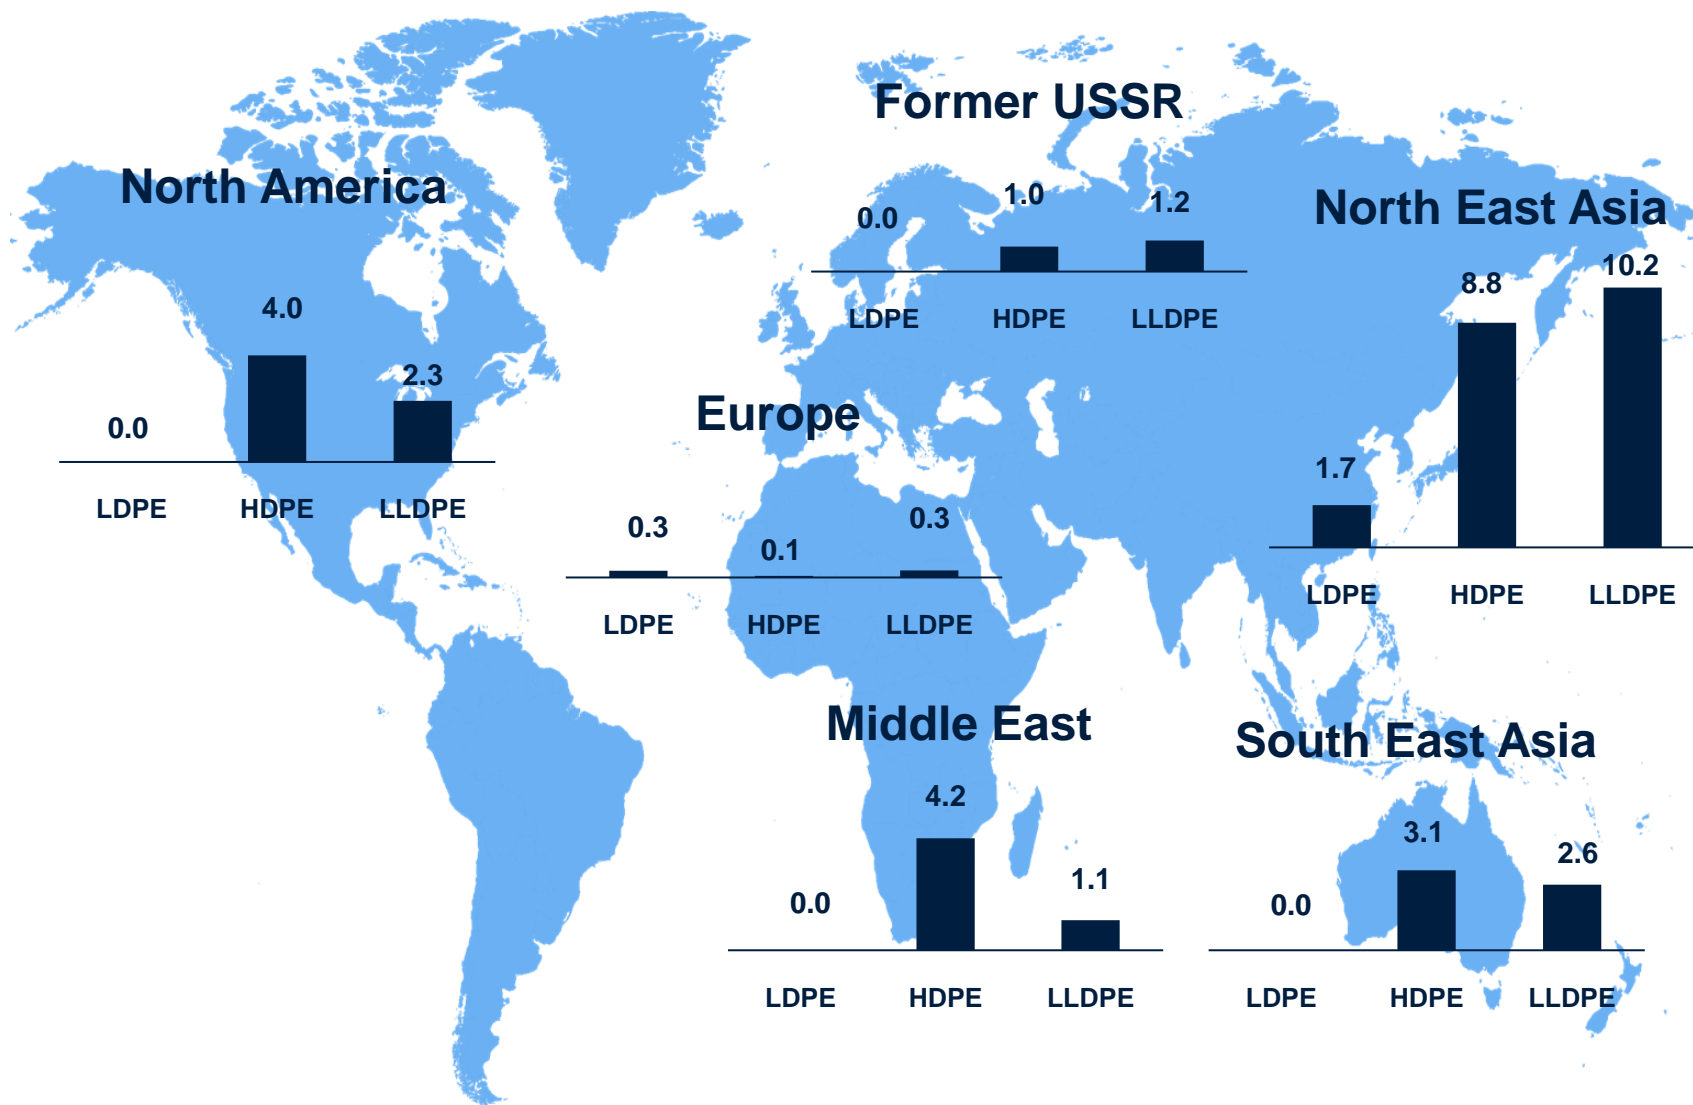 Former USSR
0.0
1.0
1.2
LDPE HDPE LLDPE
North America
0.0
4.0
2.3
LDPE HDPE LLDPE
North East Asia
1.7
8.8
10.2
LDPE HDPE LLDPE
Europe
0.3
0.1
0.3
LDPE HDPE LLDPE
Middle East
0.0
4.2
1.1
LDPE HDPE LLDPE
South East Asia
0.0
3.1
2.6
LDPE HDPE LLDPE